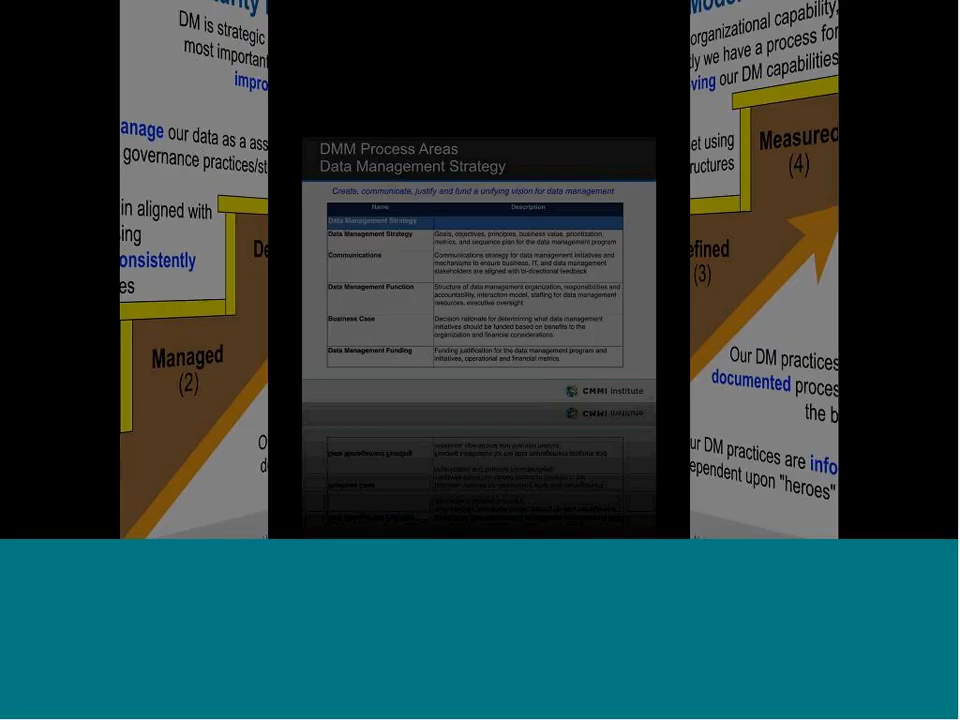 urity
DM is strategic
most important
impro
anage our data as a ass
governance practices/st
in aligned with
ing
onsistently
es
De
Managed
(2)
O
de
DMM Process Areas
Data Management Strategy
Create, communicate, justify and fund a unifying vision for data management
Name Description
Data Management Strategy
Data Management Strategy Goals, objectives, principles, business value, prioritization,
metrics, and sequence plan for the data management program
Communications Communications strategy for data management initiatives and
mechanisms to ensure business, IT, and data management
stakeholders are aligned with bi-directional feedback
Data Management Function Structure of data management organization, responsibilities and
accountability, interaction model, staffing for data management
resources, executive oversight
Business Case Decision rationale for determining what data management
initiatives should be funded based on benefits to the
organization and financial considerations
Data Management Funding Funding justification for the data management program and
initiatives, operational and financial metrics
CMMI Institute
Mode
organizational capability,
tly we have a process for
ving our DM capabilities
et using
ructures
Measured
(4)
efined
(3)
Our DM practices
documented proces
the b
ur DM practices are info
ependent upon "heroes"